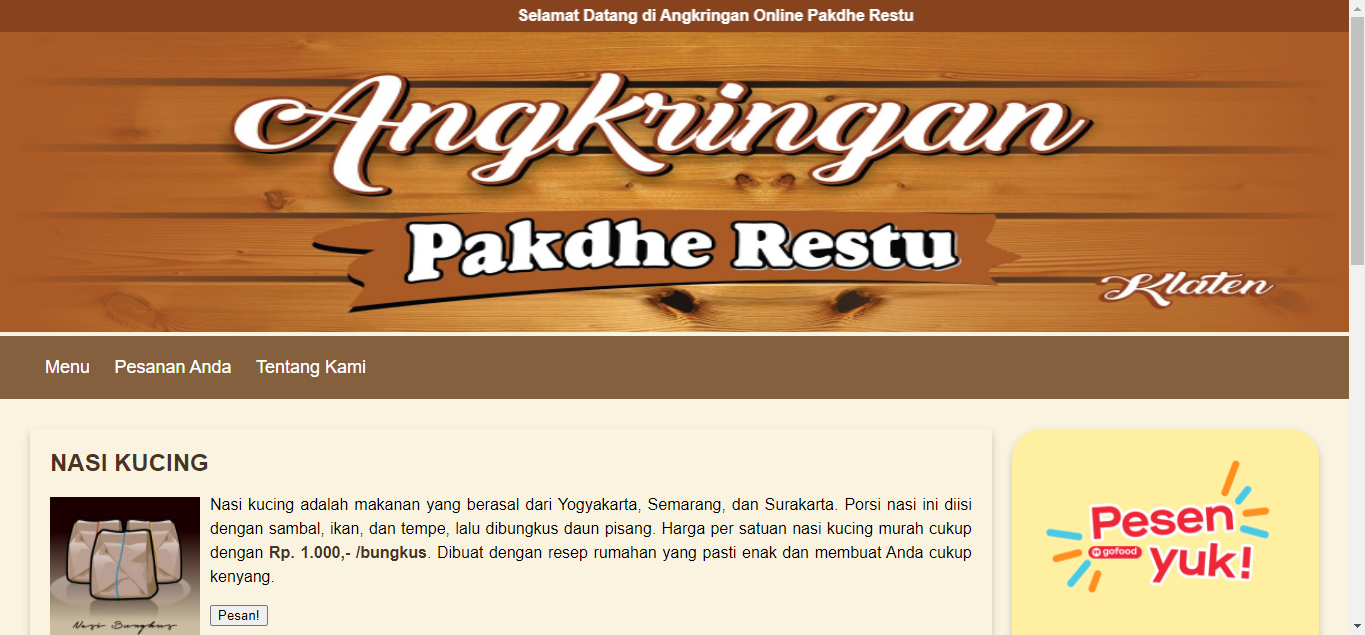 Selamat Datang di Angkringan Online Pakdhe Restu
Angkringan
Pakdhe Restu
Klaten
Menu Pesanan Anda Tentang Kami
NASI KUCING
Nasi kucing adalah makanan yang berasal dari Yogyakarta, Semarang, dan Surakarta. Porsi nasi ini diisi
dengan sambal, ikan, dan tempe, lalu dibungkus daun pisang. Harga per satuan nasi kucing murah cukup
dengan Rp. 1.000,- /bungkus. Dibuat dengan resep rumahan yang pasti enak dan membuat Anda cukup
kenyang.
Pesan!
Nasi Bungkus
Pesen
gofood
yuk!